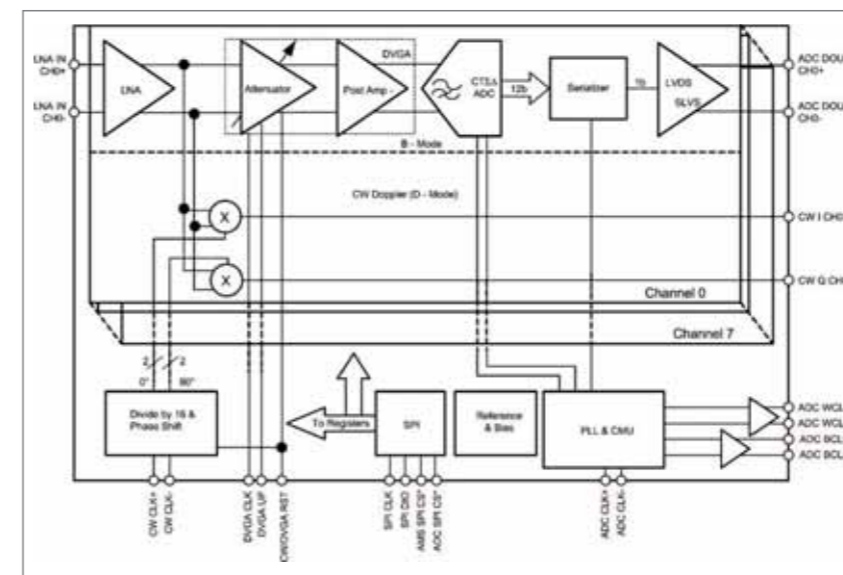 LNA IN
CH0+
LNA IN
CH0-
LNA
DVGA
Attenuator
Post Amp -
CTΣΔ
ADC
12b
Serializer
1b
LVDS
SLVS
ADC DOU
CH0+
ADC DOU
CH0-
B - Mode
CW Doppler (D - Mode)
X
CW I CH0
X
CW Q CH
Channel 0
Channel 7
2
2
0°
90°
Divide by 16 &
Phase Shift
To Registers
SPI
Reference
& Bias
PLL & CMU
ADC WCL
ADC WCL
ADC BCL
ADC BCL
CW CLK+
CW CLK-
DVGA CLK
DVGA UP
CW/DVGA RST
SPI CLK
SPI DIO
AMS SPI CS*
ADC SPI CS*
ADC CLK+
ADC CLK-